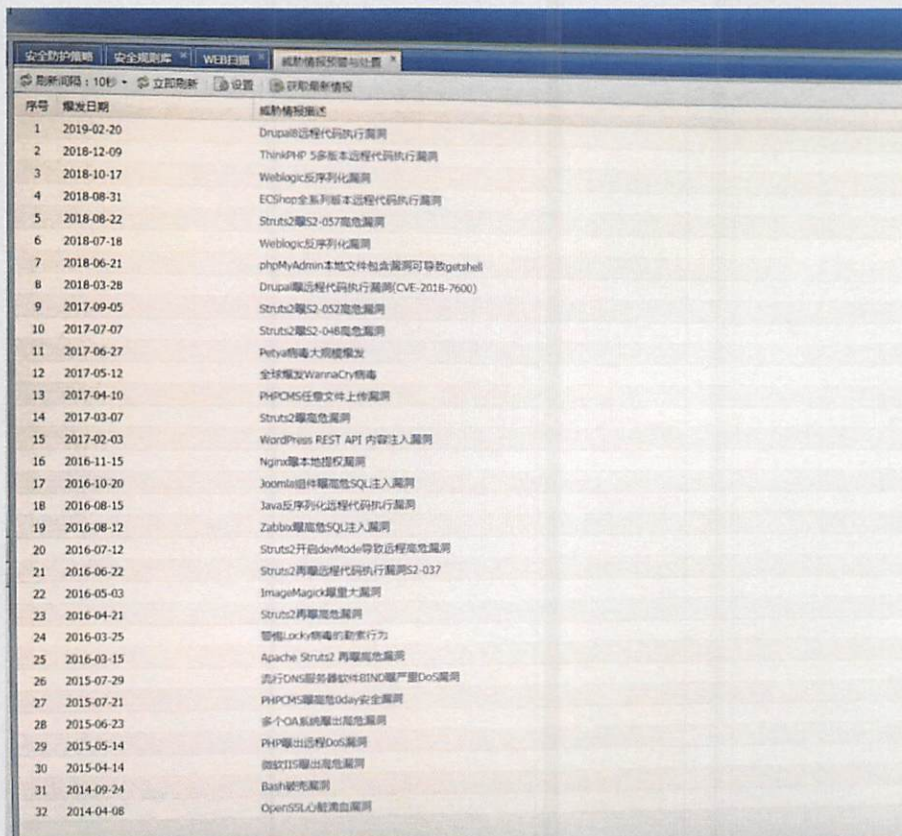 安全防护策略 安全规则库 × WEB扫描 × 威胁情报预警与处置 ×
刷新间隔：10秒 立即刷新 设置 获取最新情报
序号 爆发日期 威胁情报描述
1 2019-02-20 Drupal8远程代码执行漏洞
2 2018-12-09 ThinkPHP 5多版本远程代码执行漏洞
3 2018-10-17 Weblogic反序列化漏洞
4 2018-08-31 ECShop全系列版本远程代码执行漏洞
5 2018-08-22 Struts2曝S2-057高危漏洞
6 2018-07-18 Weblogic反序列化漏洞
7 2018-06-21 phpMyAdmin本地文件包含漏洞可导致getshell
8 2018-03-28 Drupal曝远程代码执行漏洞(CVE-2018-7600)
9 2017-09-05 Struts2曝S2-052高危漏洞
10 2017-07-07 Struts2曝S2-048高危漏洞
11 2017-06-27 Petya病毒大规模爆发
12 2017-05-12 全球爆发WannaCry病毒
13 2017-04-10 PHPCMS任意文件上传漏洞
14 2017-03-07 Struts2曝高危漏洞
15 2017-02-03 WordPress REST API 内容注入漏洞
16 2016-11-15 Nginx曝本地提权漏洞
17 2016-10-20 Joomla组件曝高危SQL注入漏洞
18 2016-08-15 Java反序列化远程代码执行漏洞
19 2016-08-12 Zabbix曝高危SQL注入漏洞
20 2016-07-12 Struts2开启devMode导致远程高危漏洞
21 2016-06-22 Struts2再曝远程代码执行漏洞S2-037
22 2016-05-03 ImageMagick曝重大漏洞
23 2016-04-21 Struts2再曝高危漏洞
24 2016-03-25 警惕Locky病毒的勒索行为
25 2016-03-15 Apache Struts2 再曝高危漏洞
26 2015-07-29 流行DNS服务器软件BIND曝严重DoS漏洞
27 2015-07-21 PHPCMS曝高危0day安全漏洞
28 2015-06-23 多个OA系统曝出高危漏洞
29 2015-05-14 PHP曝出远程DoS漏洞
30 2015-04-14 微软IIS曝出高危漏洞
31 2014-09-24 Bash破壳漏洞
32 2014-04-08 OpenSSL心脏滴血漏洞